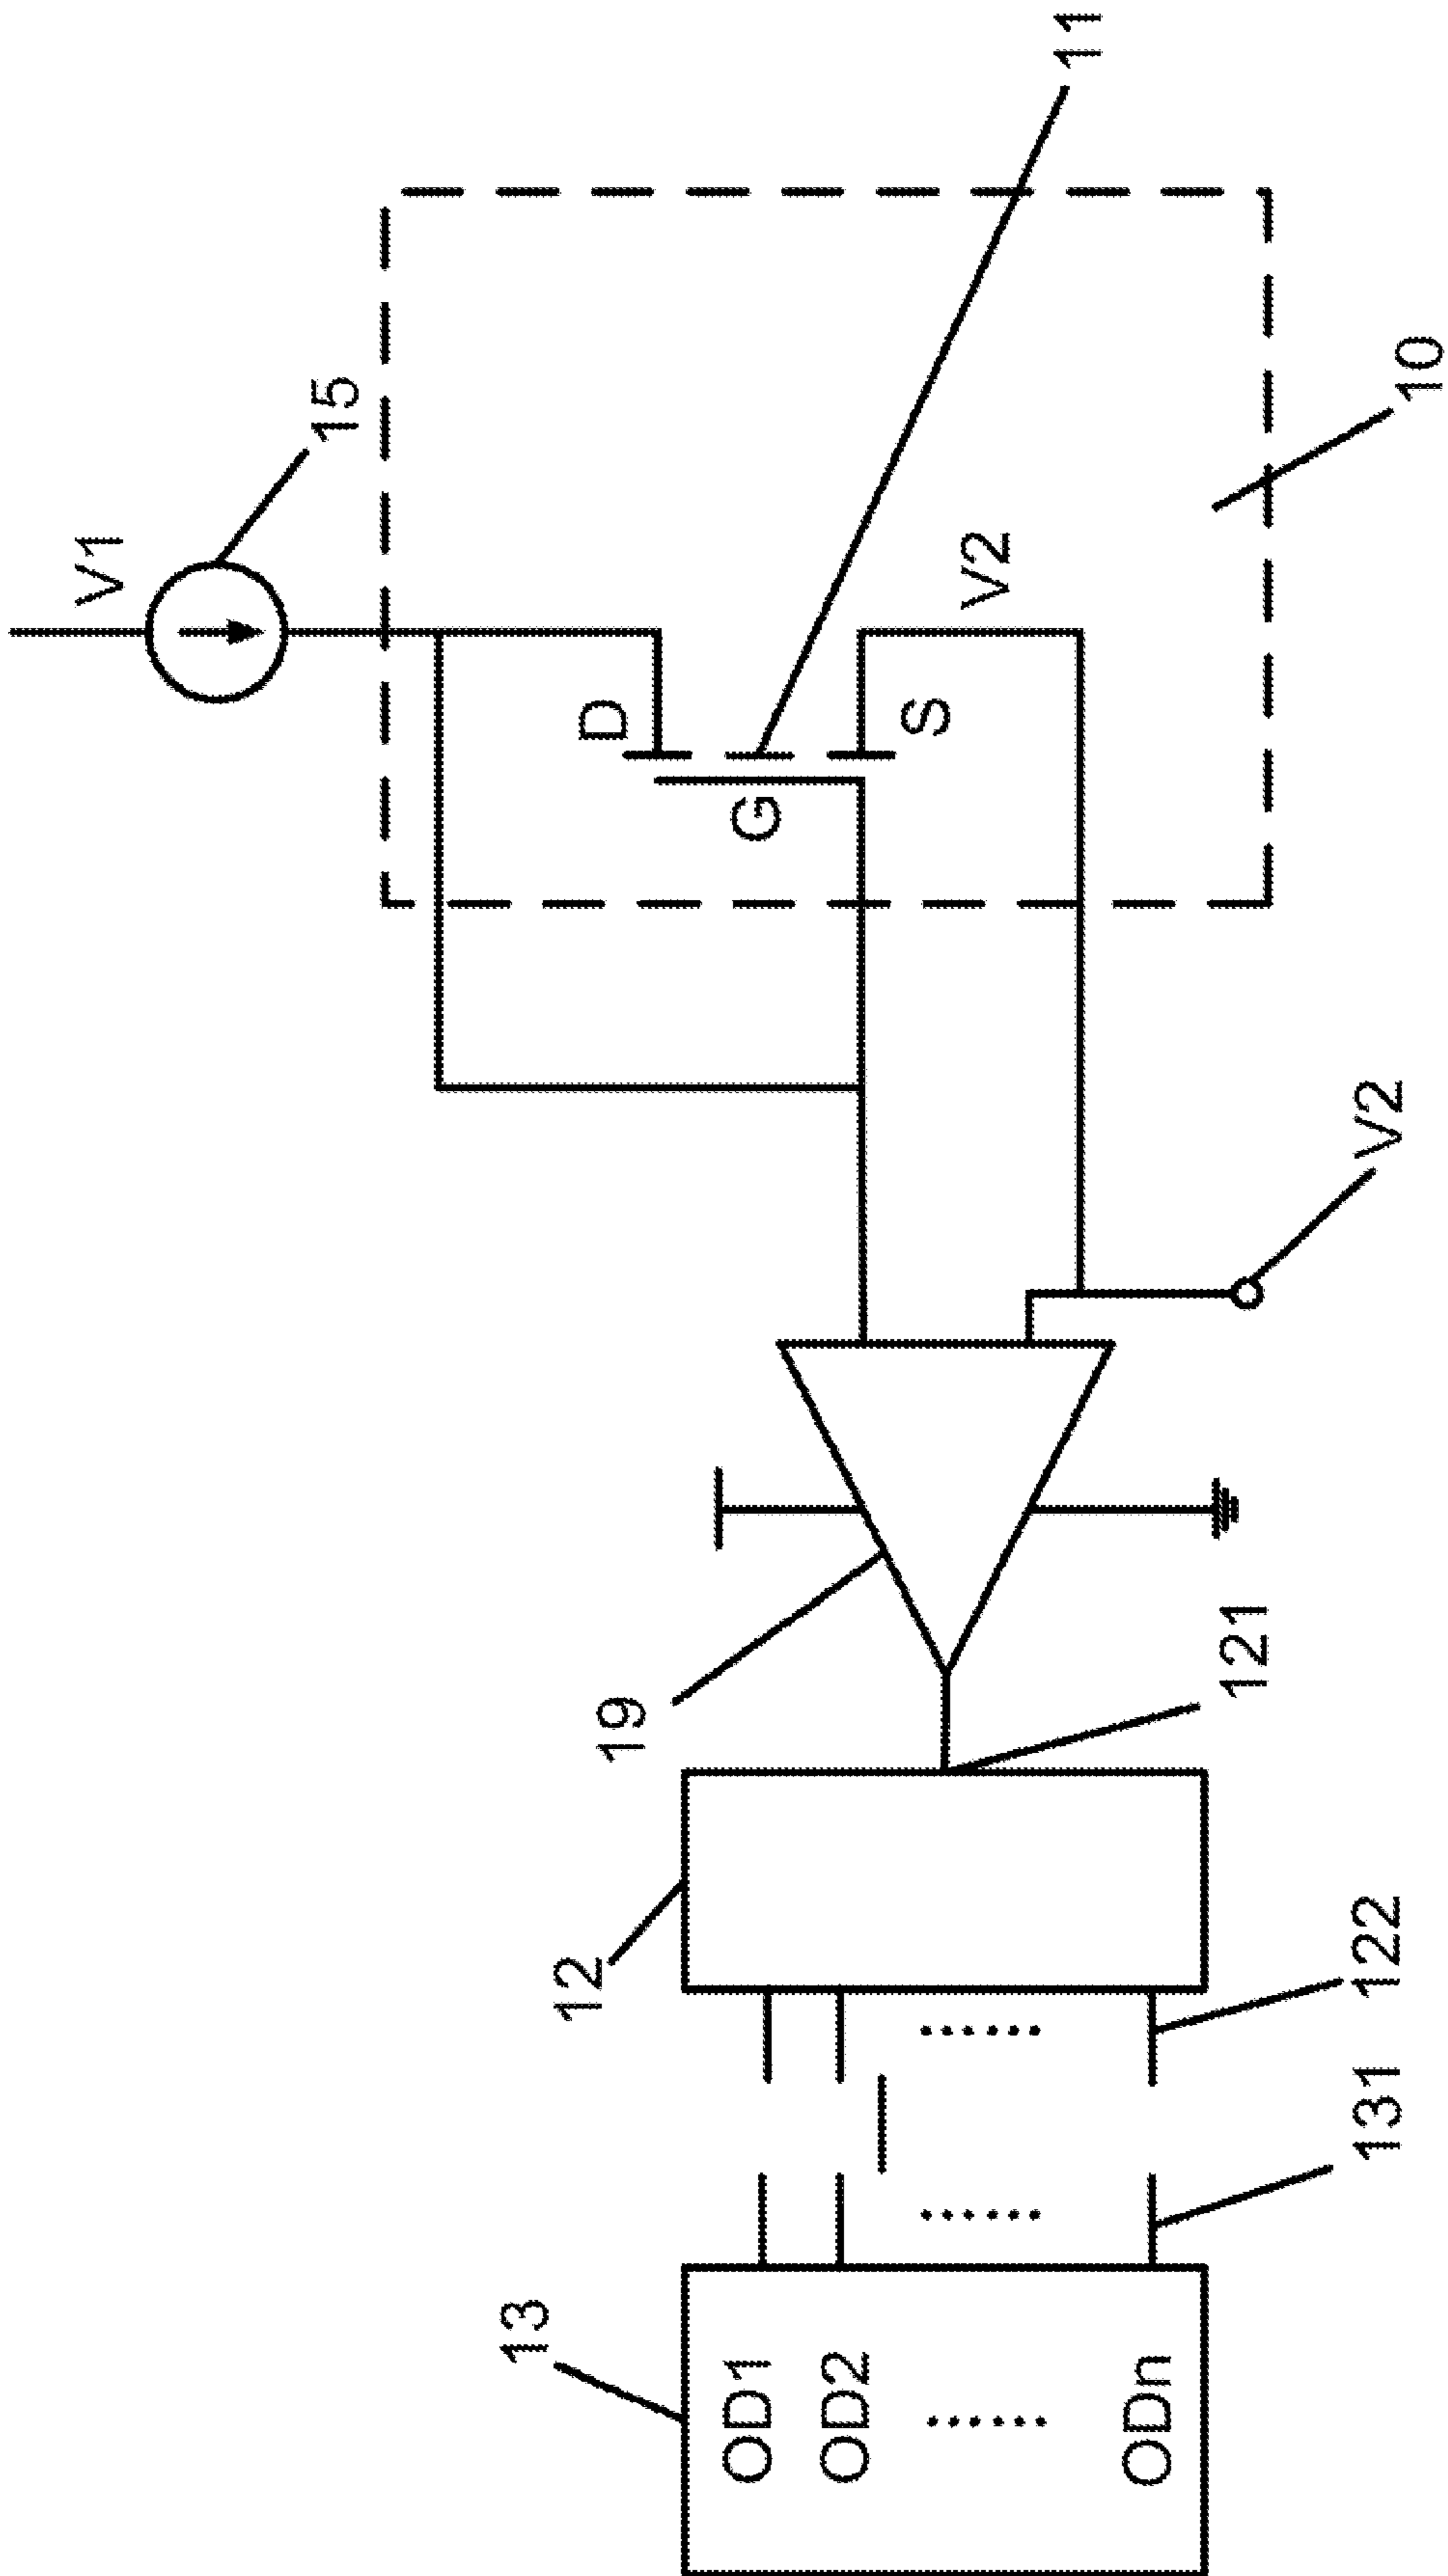 V1
15
11
D
G
S
V2
10
V2
19
121
12
122
131
13
OD1
OD2
......
......
......
ODn